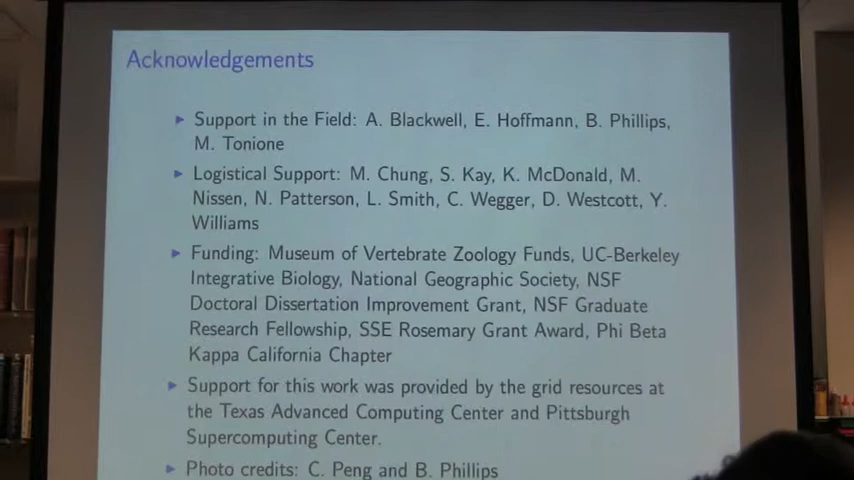 Acknowledgements
▶ Support in the Field: A. Blackwell, E. Hoffmann, B. Phillips,
M. Tonione
▶ Logistical Support: M. Chung, S. Kay, K. McDonald, M.
Nissen, N. Patterson, L. Smith, C. Wegger, D. Westcott, Y.
Williams
▶ Funding: Museum of Vertebrate Zoology Funds, UC-Berkeley
Integrative Biology, National Geographic Society, NSF
Doctoral Dissertation Improvement Grant, NSF Graduate
Research Fellowship, SSE Rosemary Grant Award, Phi Beta
Kappa California Chapter
▶ Support for this work was provided by the grid resources at
the Texas Advanced Computing Center and Pittsburgh
Supercomputing Center.
▶ Photo credits: C. Peng and B. Phillips